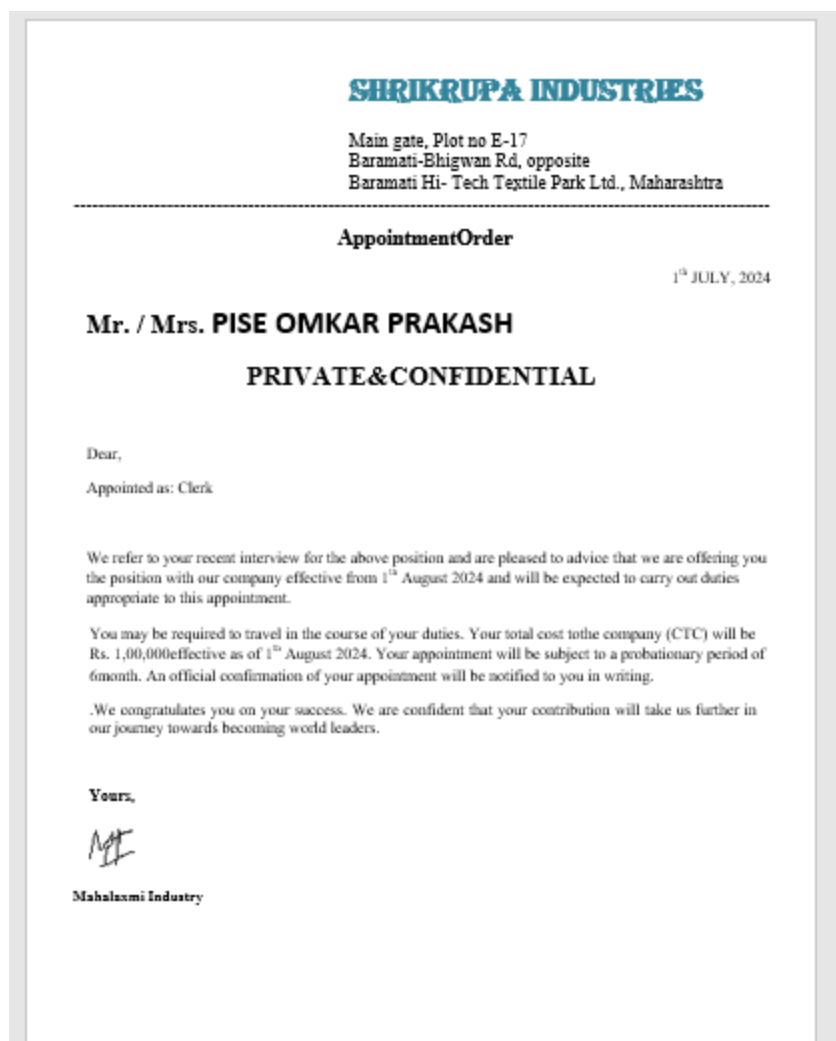 SHRIKRUPA INDUSTRIES
Main gate, Plot no E-17
Baramati-Bhigwan Rd, opposite
Baramati Hi- Tech Textile Park Ltd., Maharashtra
AppointmentOrder
1th JULY, 2024
Mr. / Mrs. PISE OMKAR PRAKASH
PRIVATE&CONFIDENTIAL
Dear,
Appointed as: Clerk
We refer to your recent interview for the above position and are pleased to advice that we are offering you
the position with our company effective from 1th August 2024 and will be expected to carry out duties
appropriate to this appointment.
You may be required to travel in the course of your duties. Your total cost tothe company (CTC) will be
Rs. 1,00,000effective as of 1th August 2024. Your appointment will be subject to a probationary period of
6month. An official confirmation of your appointment will be notified to you in writing.
.We congratulates you on your success. We are confident that your contribution will take us further in
our journey towards becoming world leaders.
Yours,
Mahalaxmi Industry